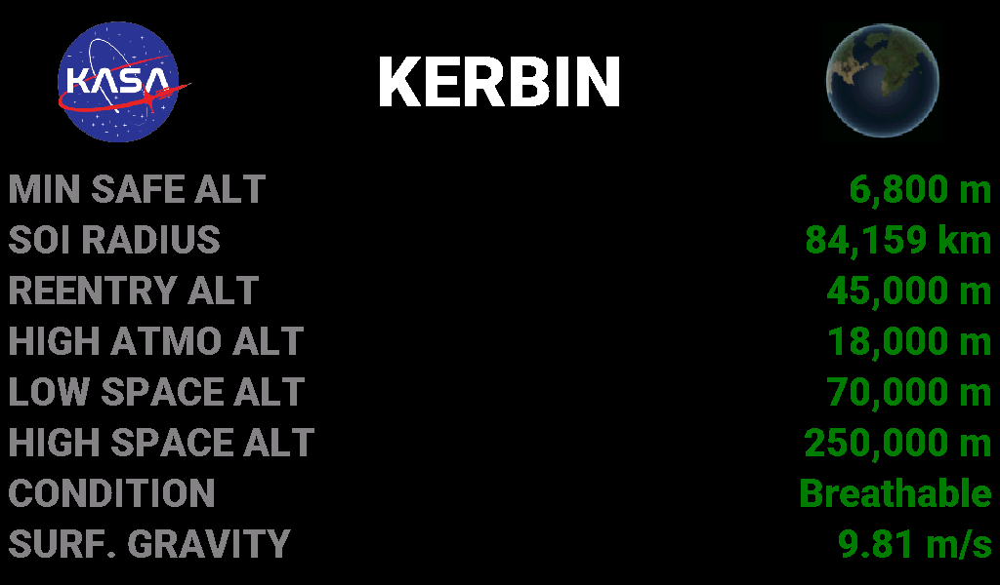 KASA
KERBIN
MIN SAFE ALT 6,800 m
SOI RADIUS 84,159 km
REENTRY ALT 45,000 m
HIGH ATMO ALT 18,000 m
LOW SPACE ALT 70,000 m
HIGH SPACE ALT 250,000 m
CONDITION Breathable
SURF. GRAVITY 9.81 m/s